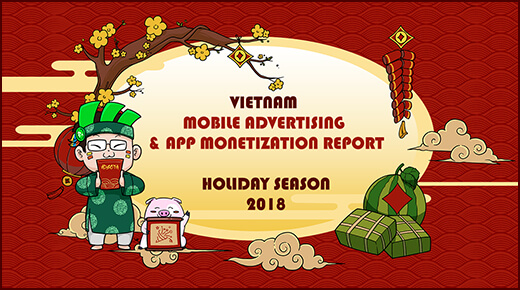 VIETNAM
MOBILE ADVERTISING
& APP MONETIZATION REPORT
HOLIDAY SEASON
2018